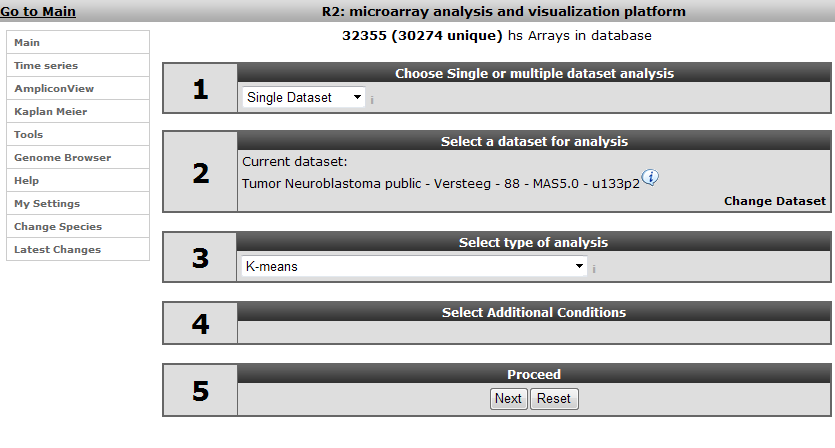 Go to Main
R2: microarray analysis and visualization platform
32355 (30274 unique) hs Arrays in database
Main
Time series
AmpliconView
Kaplan Meier
Tools
Genome Browser
Help
My Settings
Change Species
Latest Changes
1
Choose Single or multiple dataset analysis
Single Dataset
i
2
Select a dataset for analysis
Current dataset:
Tumor Neuroblastoma public - Versteeg - 88 - MAS5.0 - u133p2 i
Change Dataset
3
Select type of analysis
K-means
i
4
Select Additional Conditions
5
Proceed
Next Reset